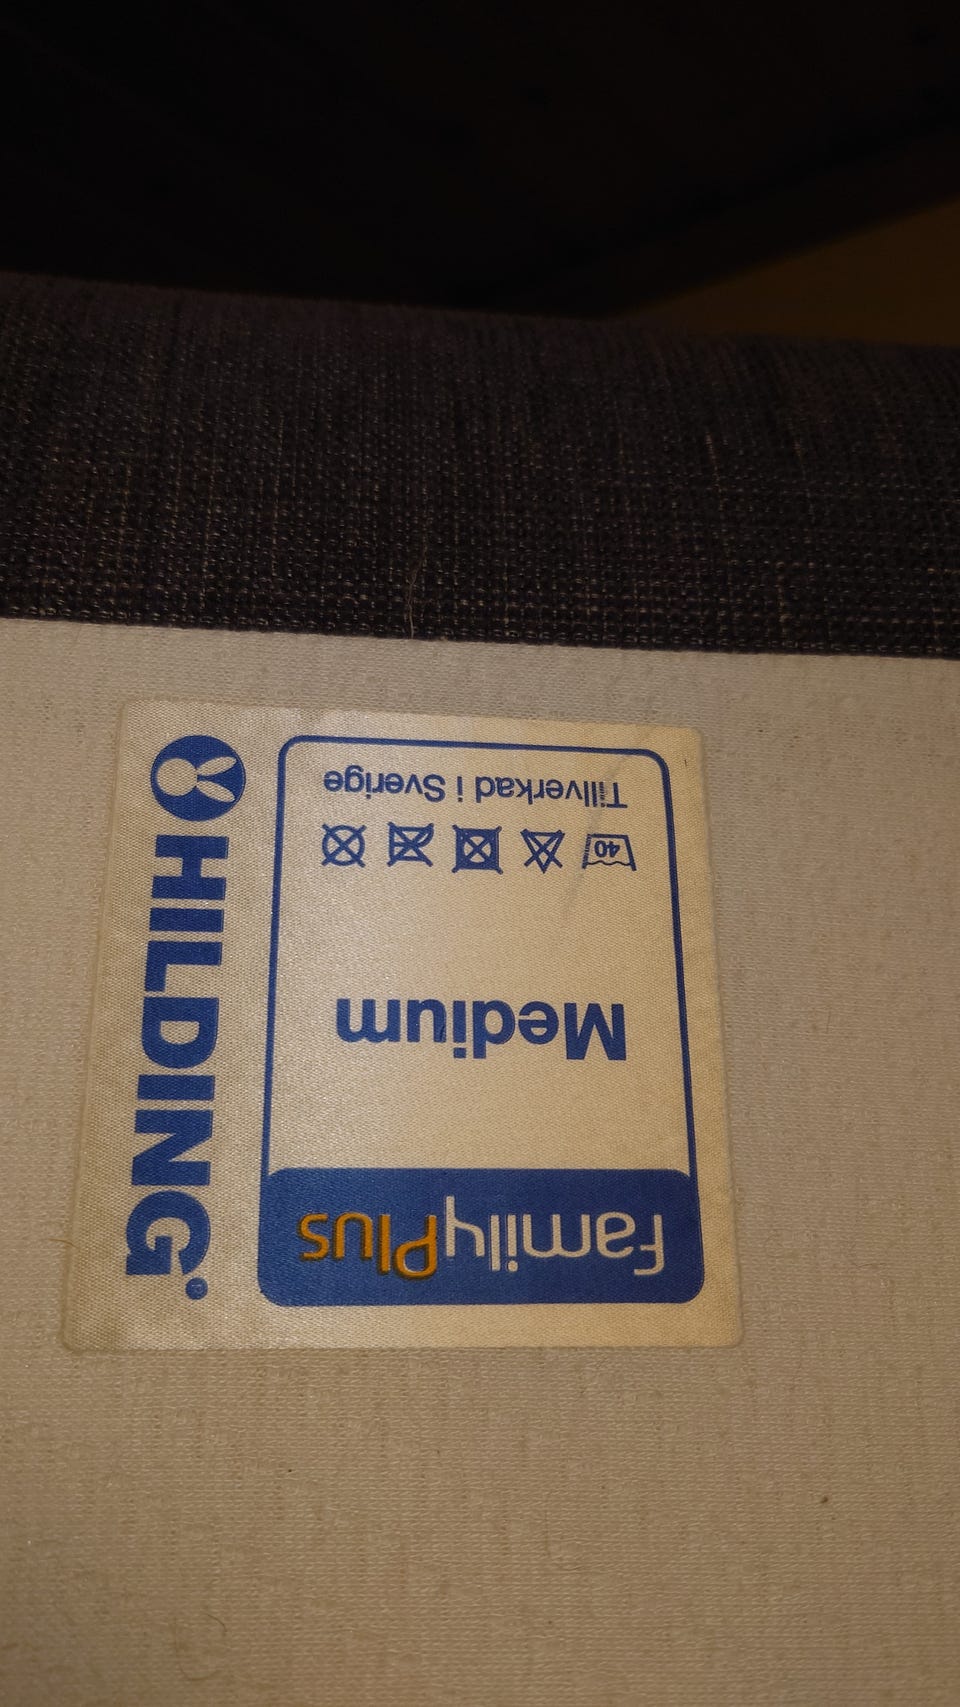 FamilyPlus
Medium
40
Tillverkad i Sverige
HILDING®